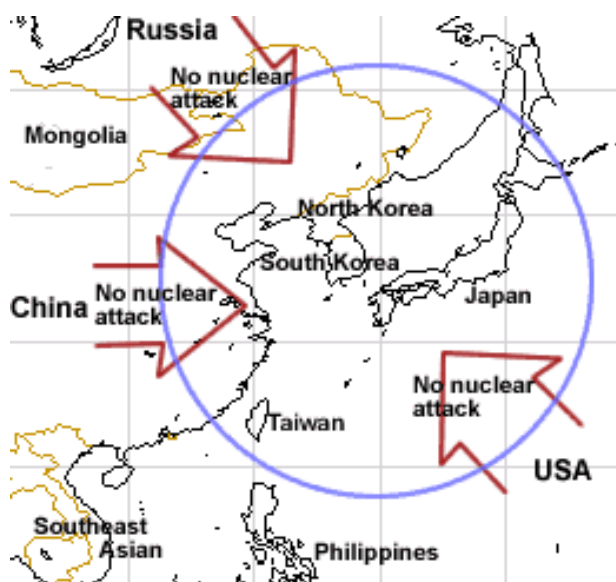 Russia
No nuclear
attack
Mongolia
North Korea
South Korea
China
No nuclear
attack
Japan
No nuclear
attack
Taiwan
USA
Southeast
Asian
Philippines